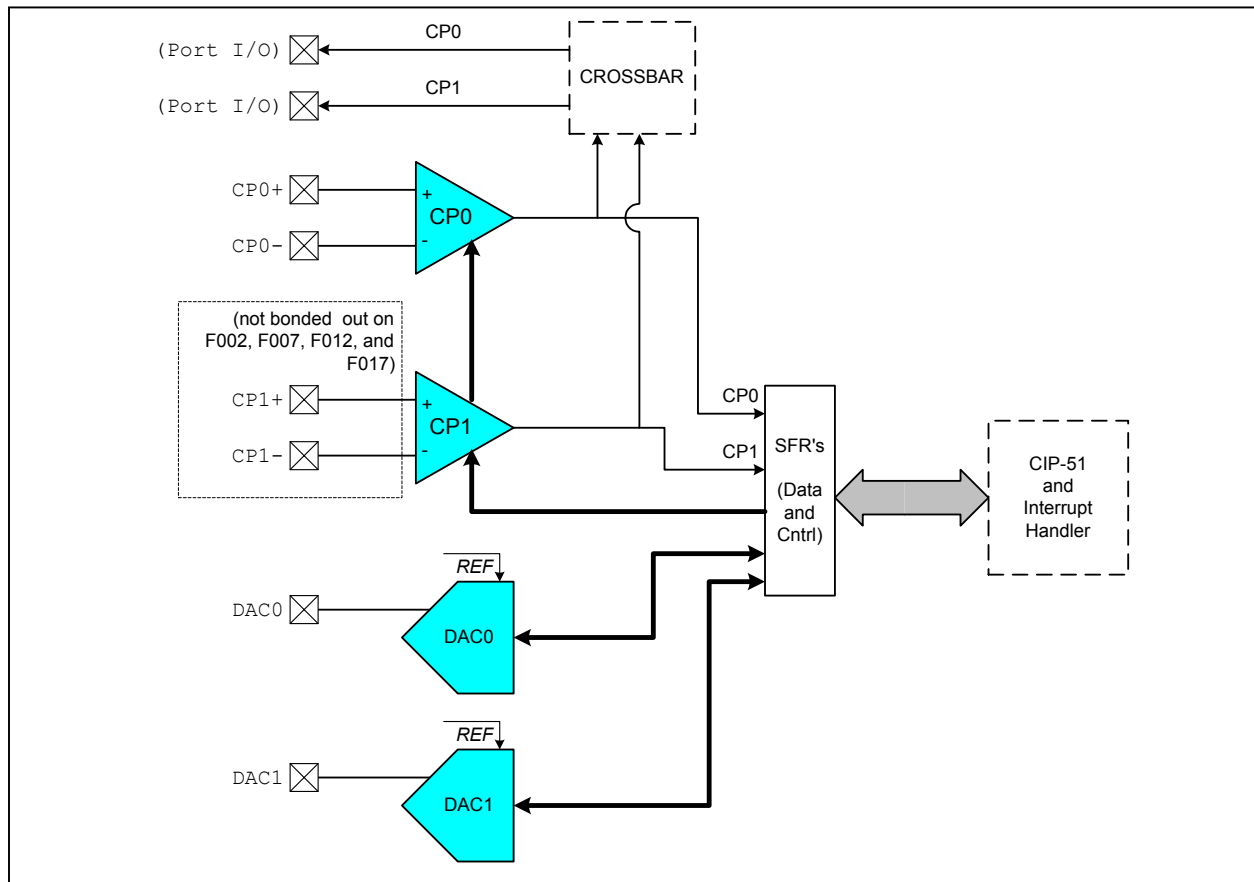 (Port I/O)
CP0
CROSSBAR
(Port I/O)
CP1
CP0+
+
CP0
CP0-
-
(not bonded out on
F002, F007, F012, and
F017)
CP1+
+
CP1
CP1-
-
CP0
CP1
SFR's
(Data
and
Cntrl)
CIP-51
and
Interrupt
Handler
REF
DAC0
DAC0
REF
DAC1
DAC1